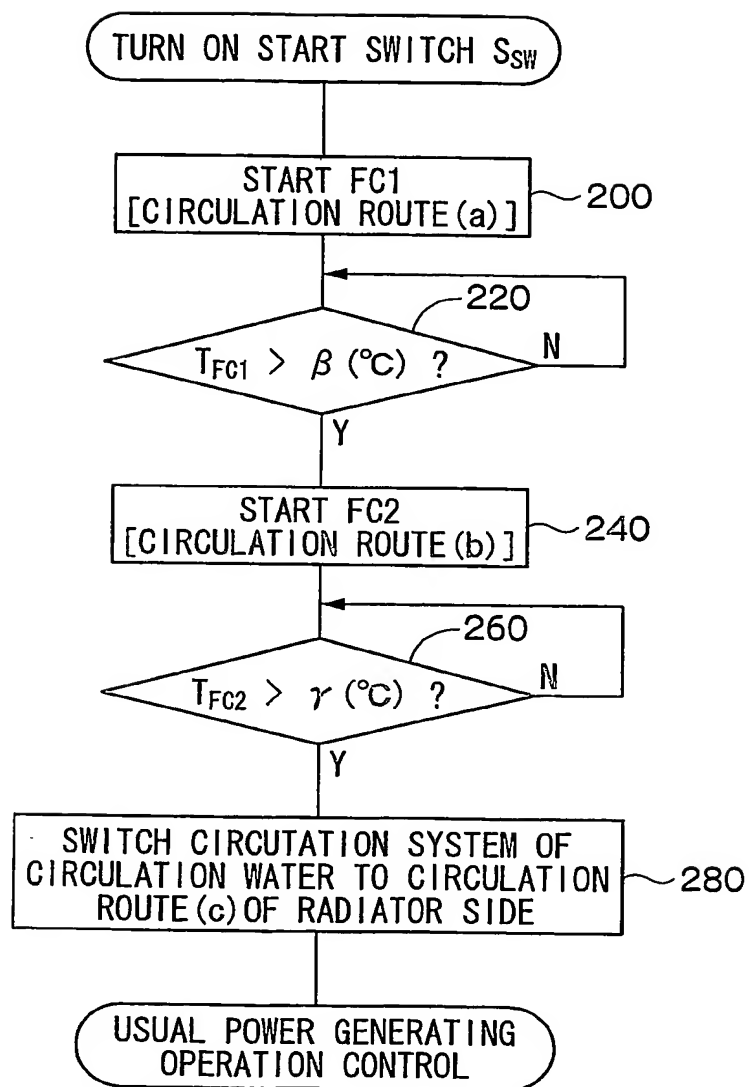 TURN ON START SWITCH SSW
START FC1
[CIRCULATION ROUTE(a)]
200
220
TFC1 > β (°C) ?
N
Y
START FC2
[CIRCULATION ROUTE(b)]
240
260
TFC2 > γ (°C) ?
N
Y
SWITCH CIRCUTATION SYSTEM OF
CIRCULATION WATER TO CIRCULATION
ROUTE(c)OF RADIATOR SIDE
280
USUAL POWER GENERATING
OPERATION CONTROL